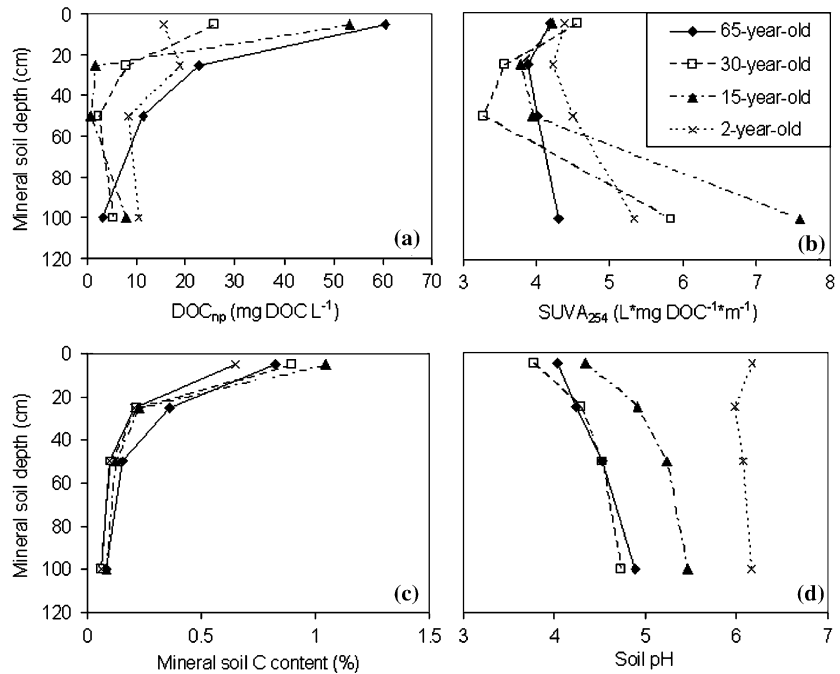 0 20 40 60 80 100 120
Mineral soil depth (cm)
(a)
0 10 20 30 40 50 60 70
DOCnp (mg DOC L-1)
65-year-old
30-year-old
15-year-old
2-year-old
(b)
3 4 5 6 7 8
SUVA254 (L*mg DOC-1*m-1)
0 20 40 60 80 100 120
Mineral soil depth (cm)
(c)
0 0.5 1 1.5
Mineral soil C content (%)
(d)
3 4 5 6 7
Soil pH